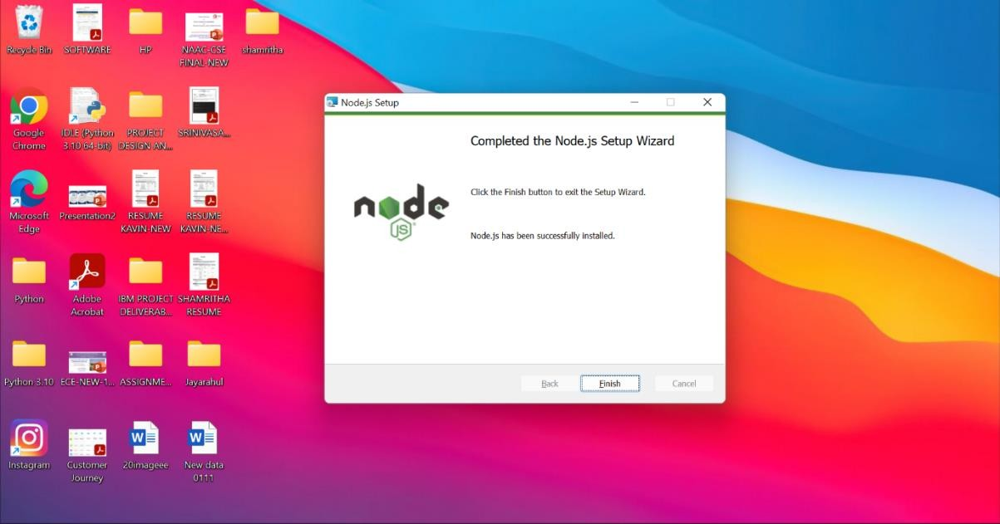 Recycle Bin
SOFTWARE
HP
NAAC-CSE
FINAL-NEW
shamritha
Google
Chrome
IDLE (Python
3.10 64-bit)
PROJECT
DESIGN AN...
SRINIVASA...
Microsoft
Edge
Presentation2
RESUME
KAVIN-NEW
RESUME
KAVIN-NE...
Python
Adobe
Acrobat
IBM PROJECT
DELIVERAB...
SHAMRITHA
RESUME
Python 3.10
ECE-NEW-1...
ASSIGNME...
Jayarahul
Instagram
Customer
Journey
20imageee
New data
0111
Node.js Setup
Completed the Node.js Setup Wizard
Click the Finish button to exit the Setup Wizard.
node
JS
Node.js has been successfully installed.
Back
Finish
Cancel